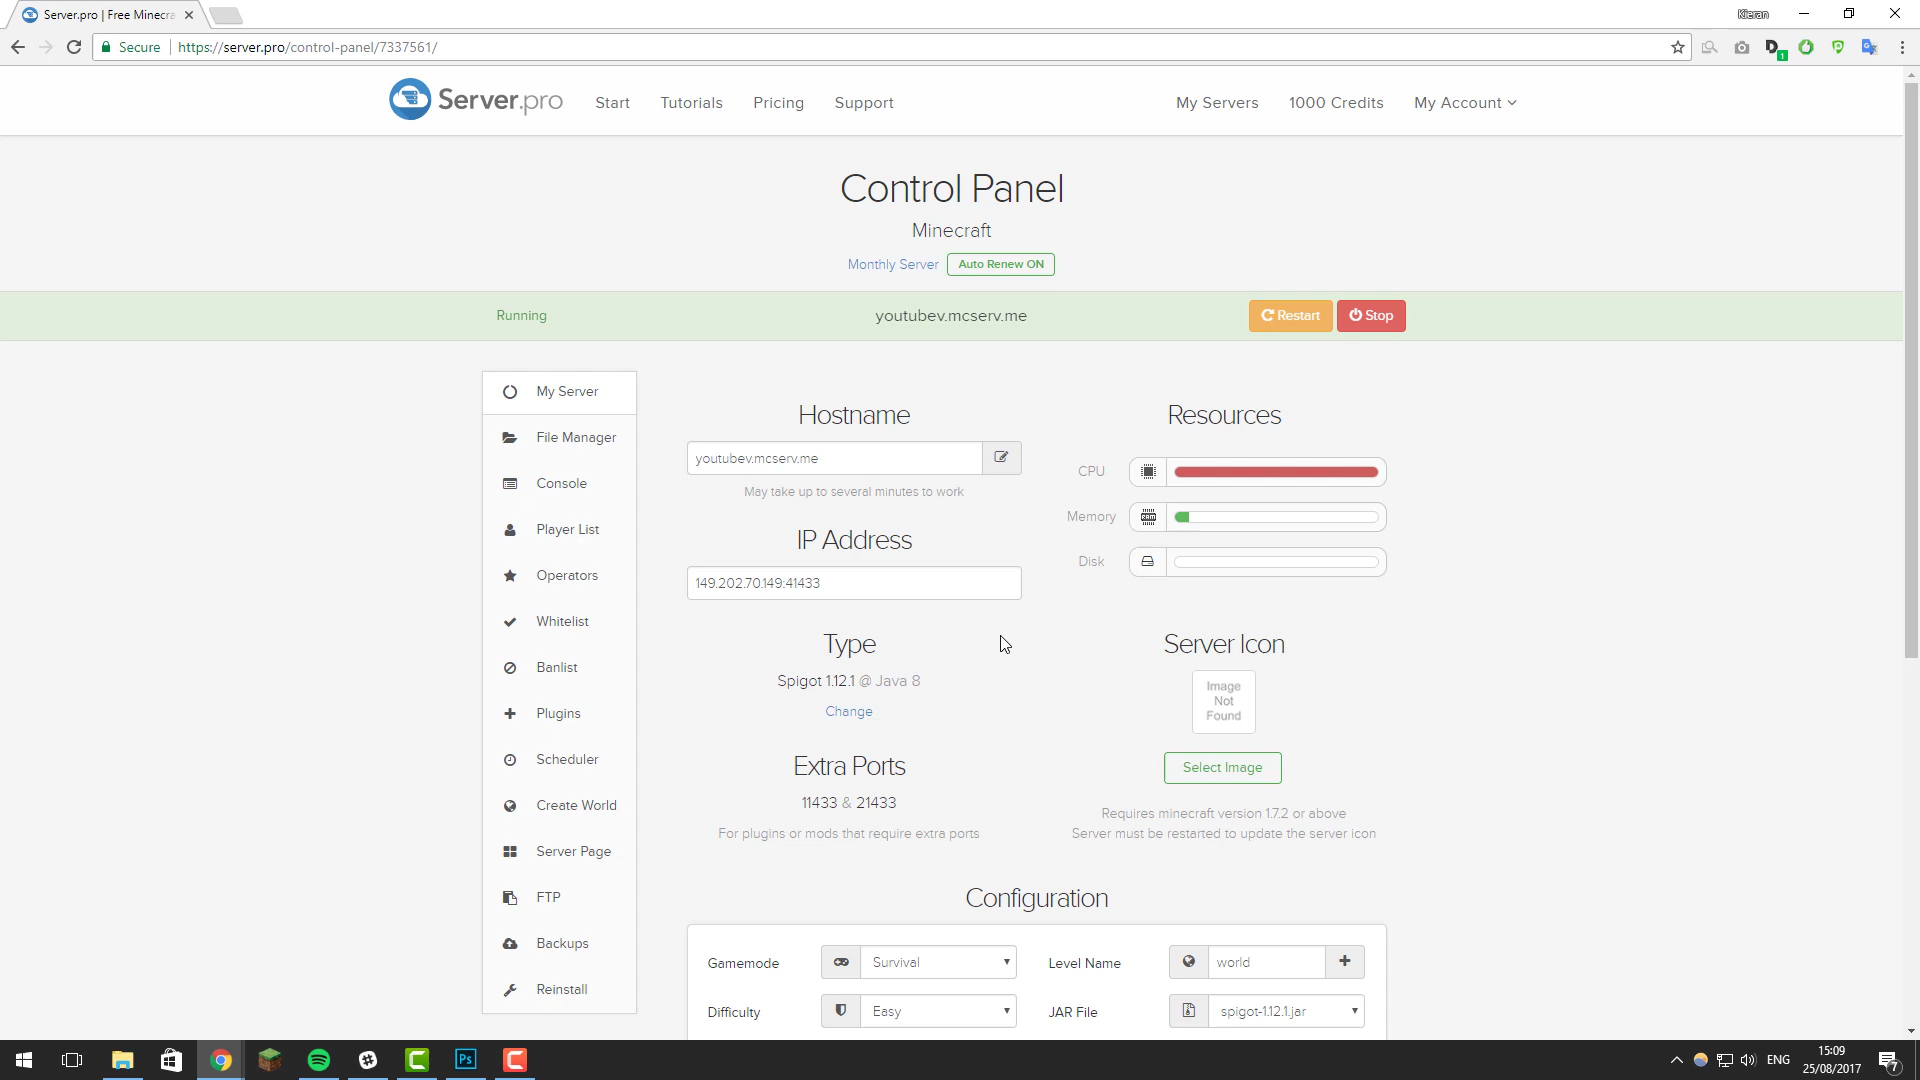 Server.pro | Free Minecra
Kieran
Secure
https://server.pro/control-panel/7337561/
1
Server.pro
Start
Tutorials
Pricing
Support
My Servers
1000 Credits
My Account
Control Panel
Minecraft
Monthly Server
Auto Renew ON
Running
youtubev.mcserv.me
Restart
Stop
My Server
File Manager
Console
Player List
Operators
Whitelist
Banlist
Plugins
Scheduler
Create World
Server Page
FTP
Backups
Reinstall
Hostname
youtubev.mcserv.me
May take up to several minutes to work
IP Address
149.202.70.149:41433
Type
Spigot 1.12.1 @ Java 8
Change
Extra Ports
11433 & 21433
For plugins or mods that require extra ports
Resources
CPU
Memory
RAM
Disk
Server Icon
Image
Not
Found
Select Image
Requires minecraft version 1.7.2 or above
Server must be restarted to update the server icon
Configuration
Gamemode
Survival
Level Name
world
Difficulty
Easy
JAR File
spigot-1.12.1.jar
Ps
ENG
15:09
25/08/2017
7